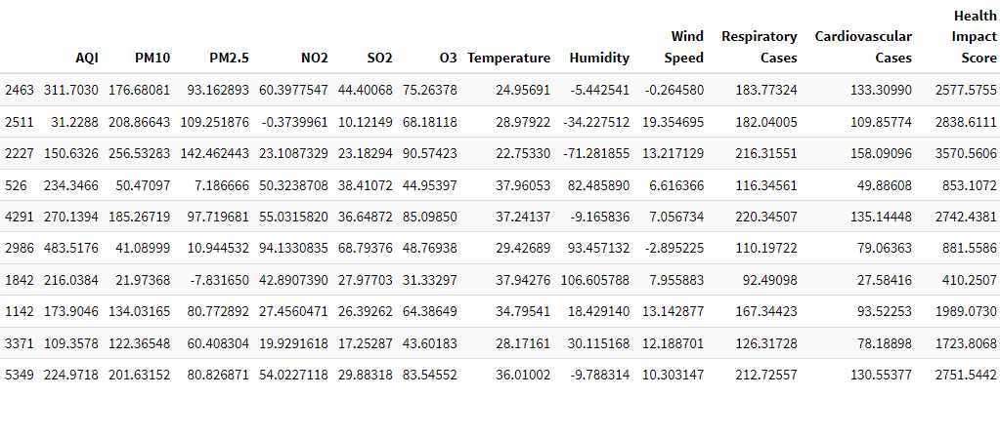 Health
Wind Respiratory Cardiovascular Impact
AQI PM10 PM2.5 NO2 SO2 O3 Temperature Humidity Speed Cases Cases Score
2463 311.7030 176.68081 93.162893 60.3977547 44.40068 75.26378 24.95691 -5.442541 -0.264580 183.77324 133.30990 2577.5755
2511 31.2288 208.86643 109.251876 -0.3739961 10.12149 68.18118 28.97922 -34.227512 19.354695 182.04005 109.85774 2838.6111
2227 150.6326 256.53283 142.462443 23.1087329 23.18294 90.57423 22.75330 -71.281855 13.217129 216.31551 158.09096 3570.5606
526 234.3466 50.47097 7.186666 50.3238708 38.41072 44.95397 37.96053 82.485890 6.616366 116.34561 49.88608 853.1072
4291 270.1394 185.26719 97.719681 55.0315820 36.64872 85.09850 37.24137 -9.165836 7.056734 220.34507 135.14448 2742.4381
2986 483.5176 41.08999 10.944532 94.1330835 68.79376 48.76938 29.42689 93.457132 -2.895225 110.19722 79.06363 881.5586
1842 216.0384 21.97368 -7.831650 42.8907390 27.97703 31.33297 37.94276 106.605788 7.955883 92.49098 27.58416 410.2507
1142 173.9046 134.03165 80.772892 27.4560471 26.39262 64.38649 34.79541 18.429140 13.142877 167.34423 93.52253 1989.0730
3371 109.3578 122.36548 60.408304 19.9291618 17.25287 43.60183 28.17161 30.115168 12.188701 126.31728 78.18898 1723.8068
5349 224.9718 201.63152 80.826871 54.0227118 29.88318 83.54552 36.01002 -9.788314 10.303147 212.72557 130.55377 2751.5442